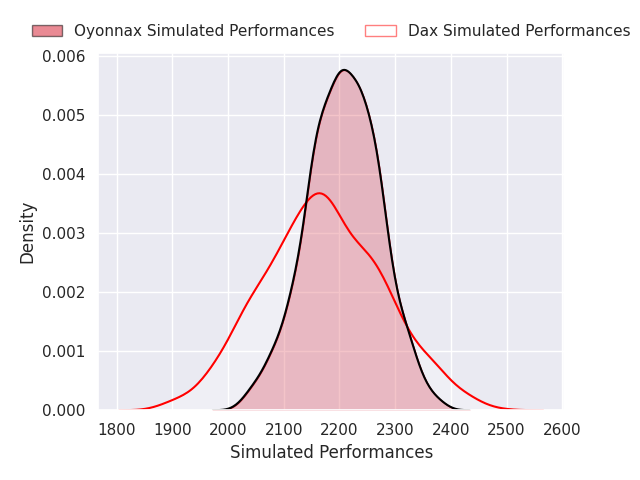 Oyonnax Simulated Performances Dax Simulated Performances
0.006
0.005
0.004
0.003
0.002
0.001
0.000
Density
1800 1900 2000 2100 2200 2300 2400 2500 2600
Simulated Performances